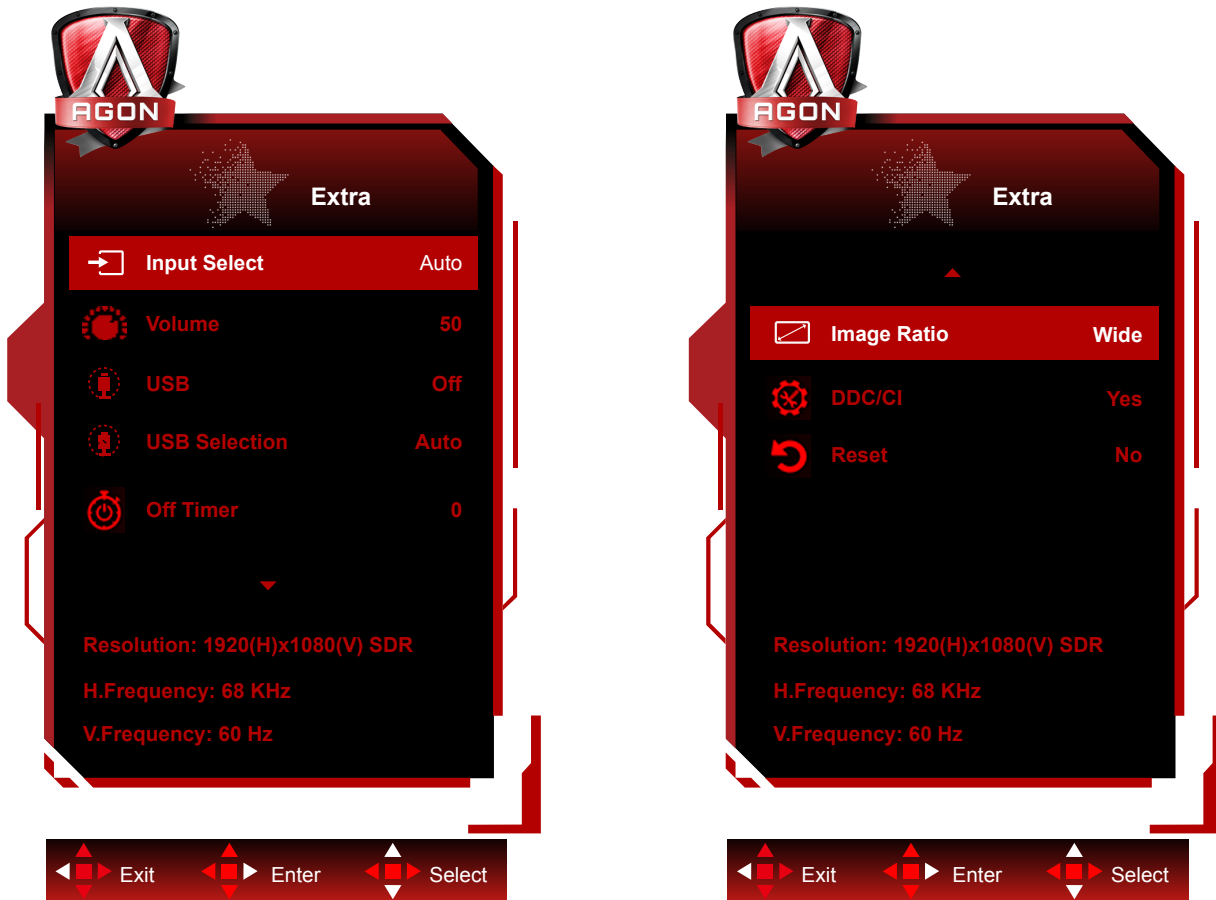 AGON
Extra
Input Select Auto
Volume 50
USB Off
USB Selection Auto
Off Timer 0
Resolution: 1920(H)x1080(V) SDR
H.Frequency: 68 KHz
V.Frequency: 60 Hz
Exit Enter Select
AGON
Extra
Image Ratio Wide
DDC/CI Yes
Reset No
Resolution: 1920(H)x1080(V) SDR
H.Frequency: 68 KHz
V.Frequency: 60 Hz
Exit Enter Select